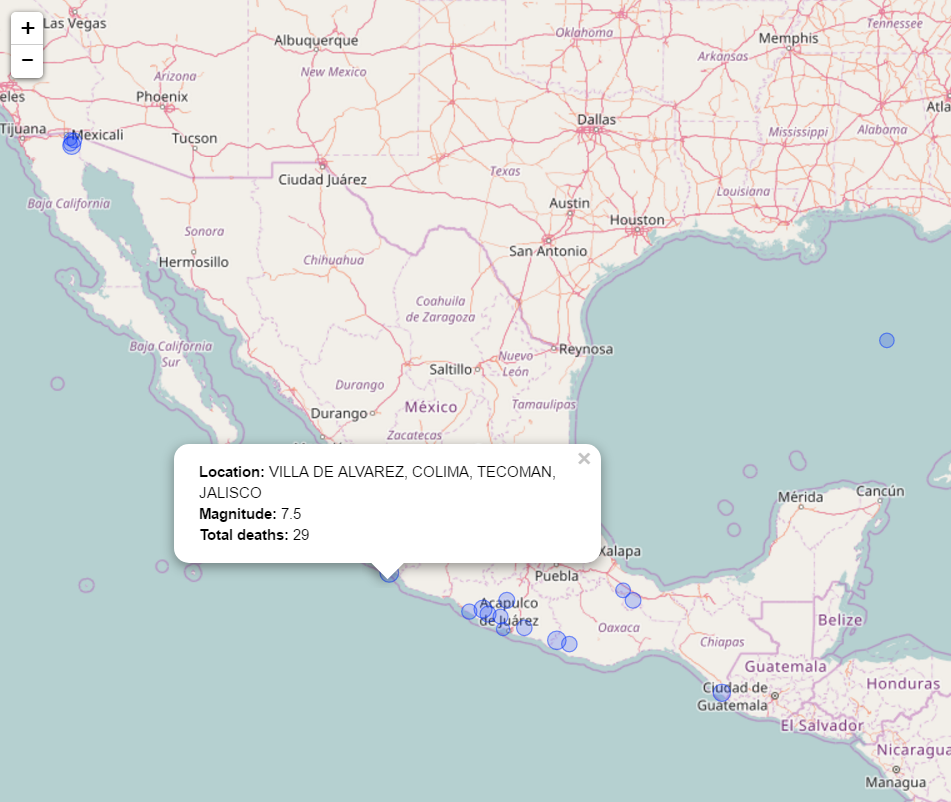 +
−
Las Vegas
Albuquerque
Oklahoma
Memphis
Tennessee
Arizona
New Mexico
Arkansas
Phoenix
eles
Tijuana
Mexicali
Tucson
Dallas
Mississippi
Alabama
Atla
Ciudad Juárez
Texas
Louisiana
Baja California
Austin
Houston
Sonora
San Antonio
Hermosillo
Chihuahua
Coahuila
de Zaragoza
Baja California
Sur
Reynosa
Nuevo
León
Saltillo
Durango
México
Tamaulipas
Durango
Zacatecas
Location: VILLA DE ALVAREZ, COLIMA, TECOMAN,
JALISCO
Magnitude: 7.5
Total deaths: 29
×
Mérida
Cancún
Xalapa
Puebla
Acapulco
de Juárez
Oaxaca
Chiapas
Belize
Guatemala
Ciudad de
Guatemala
Honduras
El Salvador
Nicaragua
Managua